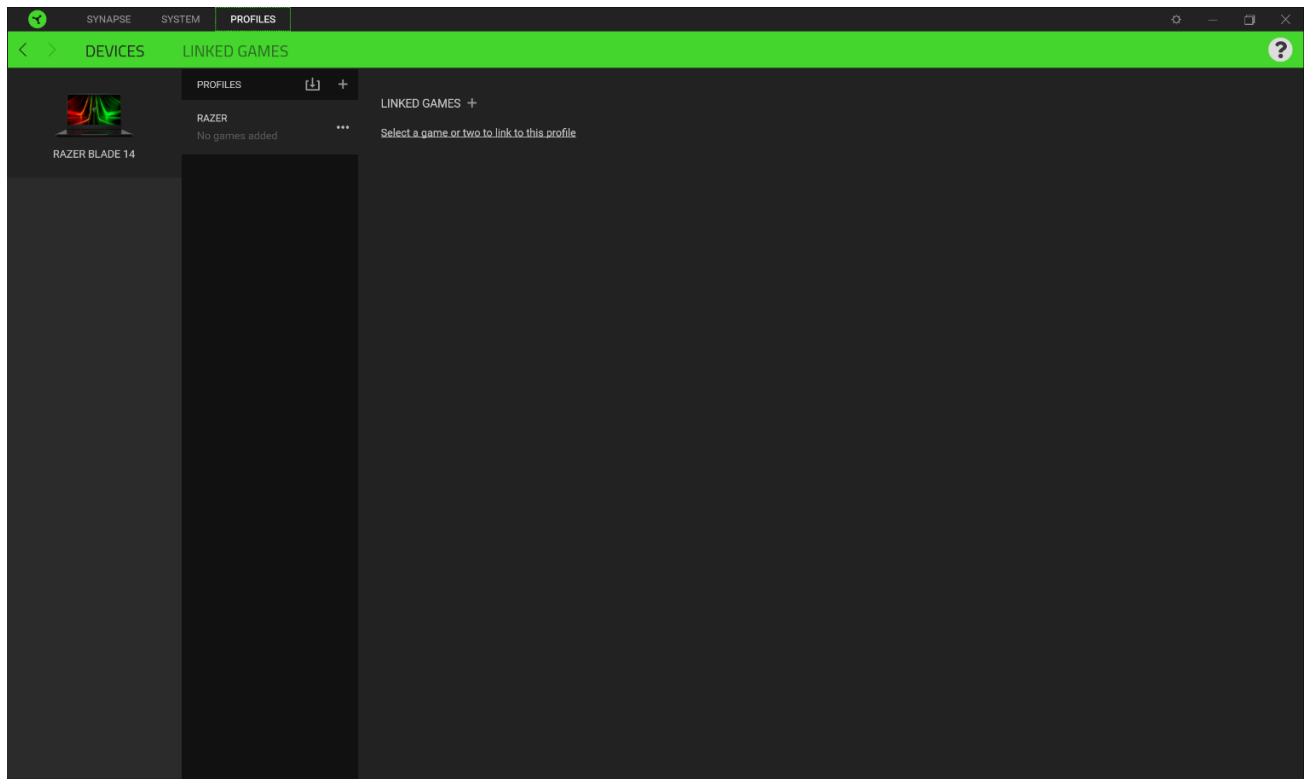 SYNAPSE SYSTEM PROFILES
DEVICES LINKED GAMES ?
PROFILES
RAZER
No games added
LINKED GAMES +
Select a game or two to link to this profile
RAZER BLADE 14